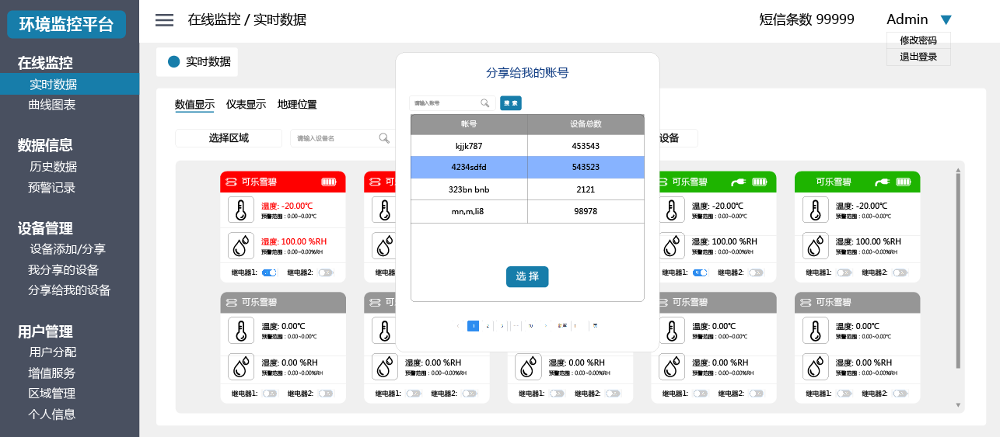 环境监控平台
在线监控
实时数据
曲线图表
数据信息
历史数据
预警记录
设备管理
设备添加/分享
我分享的设备
分享给我的设备
用户管理
用户分配
增值服务
区域管理
个人信息
在线监控 / 实时数据
短信条数 99999
Admin
修改密码
退出登录
实时数据
数值显示 仪表显示 地理位置
选择区域
请输入设备名
设备
分享给我的账号
请输入账号
搜 索
帐号 设备总数
kjjk787 453543
4234sdfd 543523
323bn bnb 2121
mn,m,li8 98978
选 择
1
可乐雪碧
温度: -20.00℃
预警范围：0.00~0.00℃
湿度: 100.00 %RH
预警范围：0.00~0.00%RH
继电器1: 继电器2:
可乐雪碧
温度: -20.00℃
预警范围：0.00~0.00℃
湿度: 100.00 %RH
预警范围：0.00~0.00%RH
继电器1: 继电器2:
可乐雪碧
温度: -20.00℃
预警范围：0.00~0.00℃
湿度: 100.00 %RH
预警范围：0.00~0.00%RH
继电器1: 继电器2:
可乐雪碧
温度: 0.00℃
预警范围：0.00~0.00℃
湿度: 0.00 %RH
预警范围：0.00~0.00%RH
继电器1: 继电器2:
湿度: 0.00 %RH
预警范围：0.00~0.00%RH
继电器1: 继电器2:
湿度: 0.00 %RH
预警范围：0.00~0.00%RH
继电器1: 继电器2:
可乐雪碧
温度: 0.00℃
预警范围：0.00~0.00℃
湿度: 0.00 %RH
预警范围：0.00~0.00%RH
继电器1: 继电器2:
可乐雪碧
温度: 0.00℃
预警范围：0.00~0.00℃
湿度: 0.00 %RH
预警范围：0.00~0.00%RH
继电器1: 继电器2: